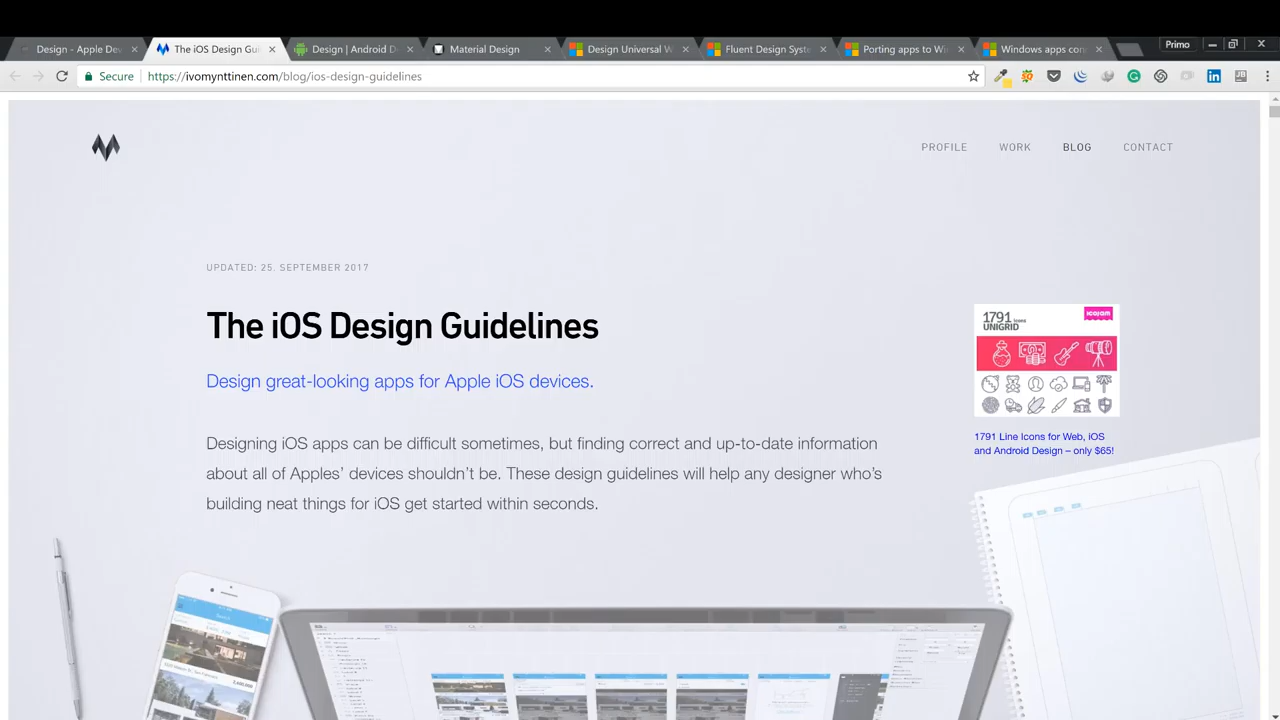 Design - Apple Dev
The iOS Design Gui
Design | Android D
Material Design
Design Universal W
Fluent Design Syste
Porting apps to Wi
Windows apps con
Primo
Secure
https://ivomynttinen.com/blog/ios-design-guidelines
PROFILE
WORK
BLOG
CONTACT
UPDATED: 25. SEPTEMBER 2017
The iOS Design Guidelines
Design great-looking apps for Apple iOS devices.
Designing iOS apps can be difficult sometimes, but finding correct and up-to-date information
about all of Apples’ devices shouldn’t be. These design guidelines will help any designer who’s
building neat things for iOS get started within seconds.
1791 icons
UNIGRID
icojam
1791 Line Icons for Web, iOS
and Android Design – only $65!